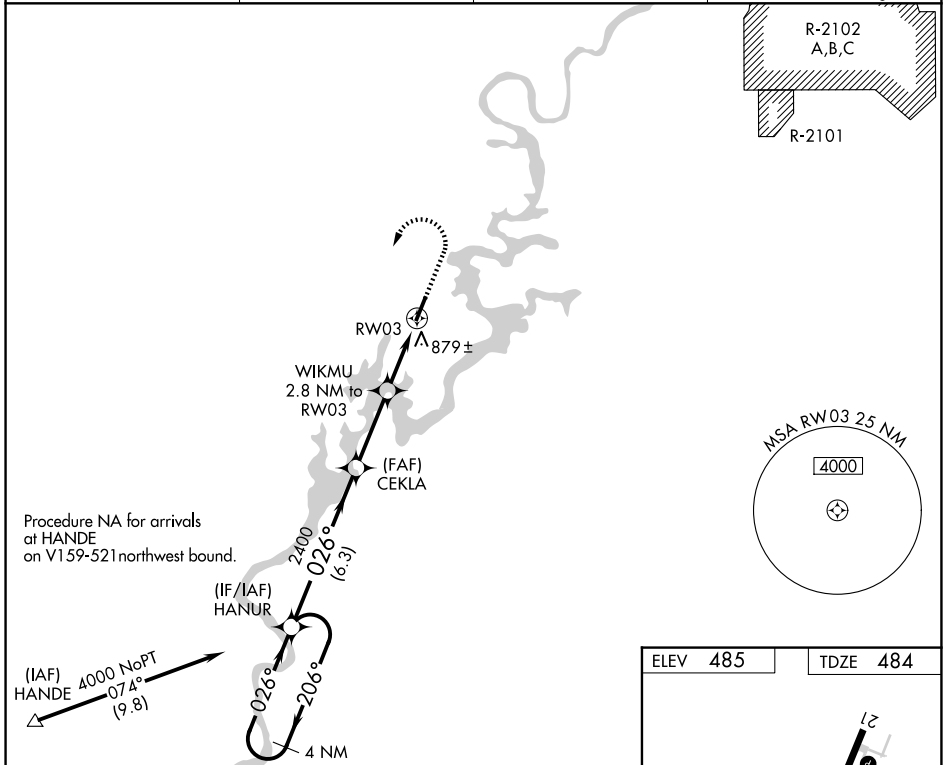 R-2102
A,B,C
R-2101
RW03
879±
WIKMU
2.8 NM to
RW03
(FAF)
CEKLA
MSA RW03 25 NM
4000
Procedure NA for arrivals
at HANDE
on V159-521 northwest bound.
2400
026°
(6.3)
(IF/IAF)
HANUR
(IAF)
HANDE
4000 NoPT
074°
(9.8)
026°
206°
4 NM
ELEV 485
TDZE 484
21
P